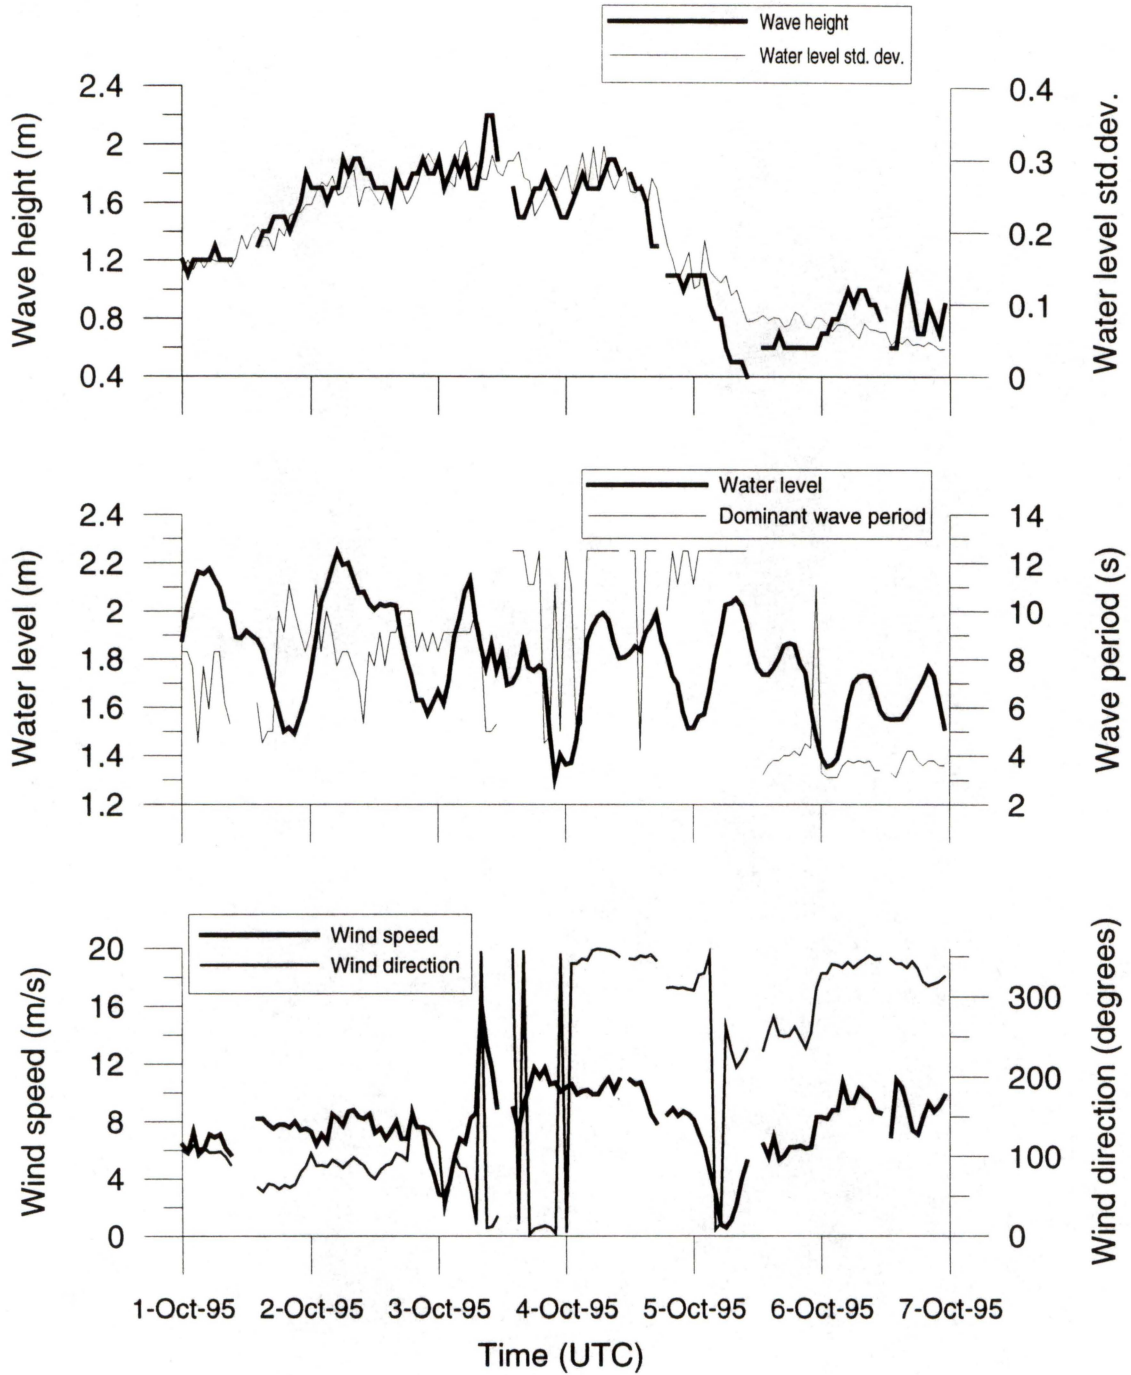 Wave height
Water level std. dev.
Wave height (m)
2.4
2
1.6
1.2
0.8
0.4
0.4
0.3
0.2
0.1
0
Water level std.dev.
Water level
Dominant wave period
Water level (m)
2.4
2.2
2
1.8
1.6
1.4
1.2
14
12
10
8
6
4
2
Wave period (s)
Wind speed
Wind direction
Wind speed (m/s)
20
16
12
8
4
0
300
200
100
0
Wind direction (degrees)
1-Oct-95 2-Oct-95 3-Oct-95 4-Oct-95 5-Oct-95 6-Oct-95 7-Oct-95
Time (UTC)